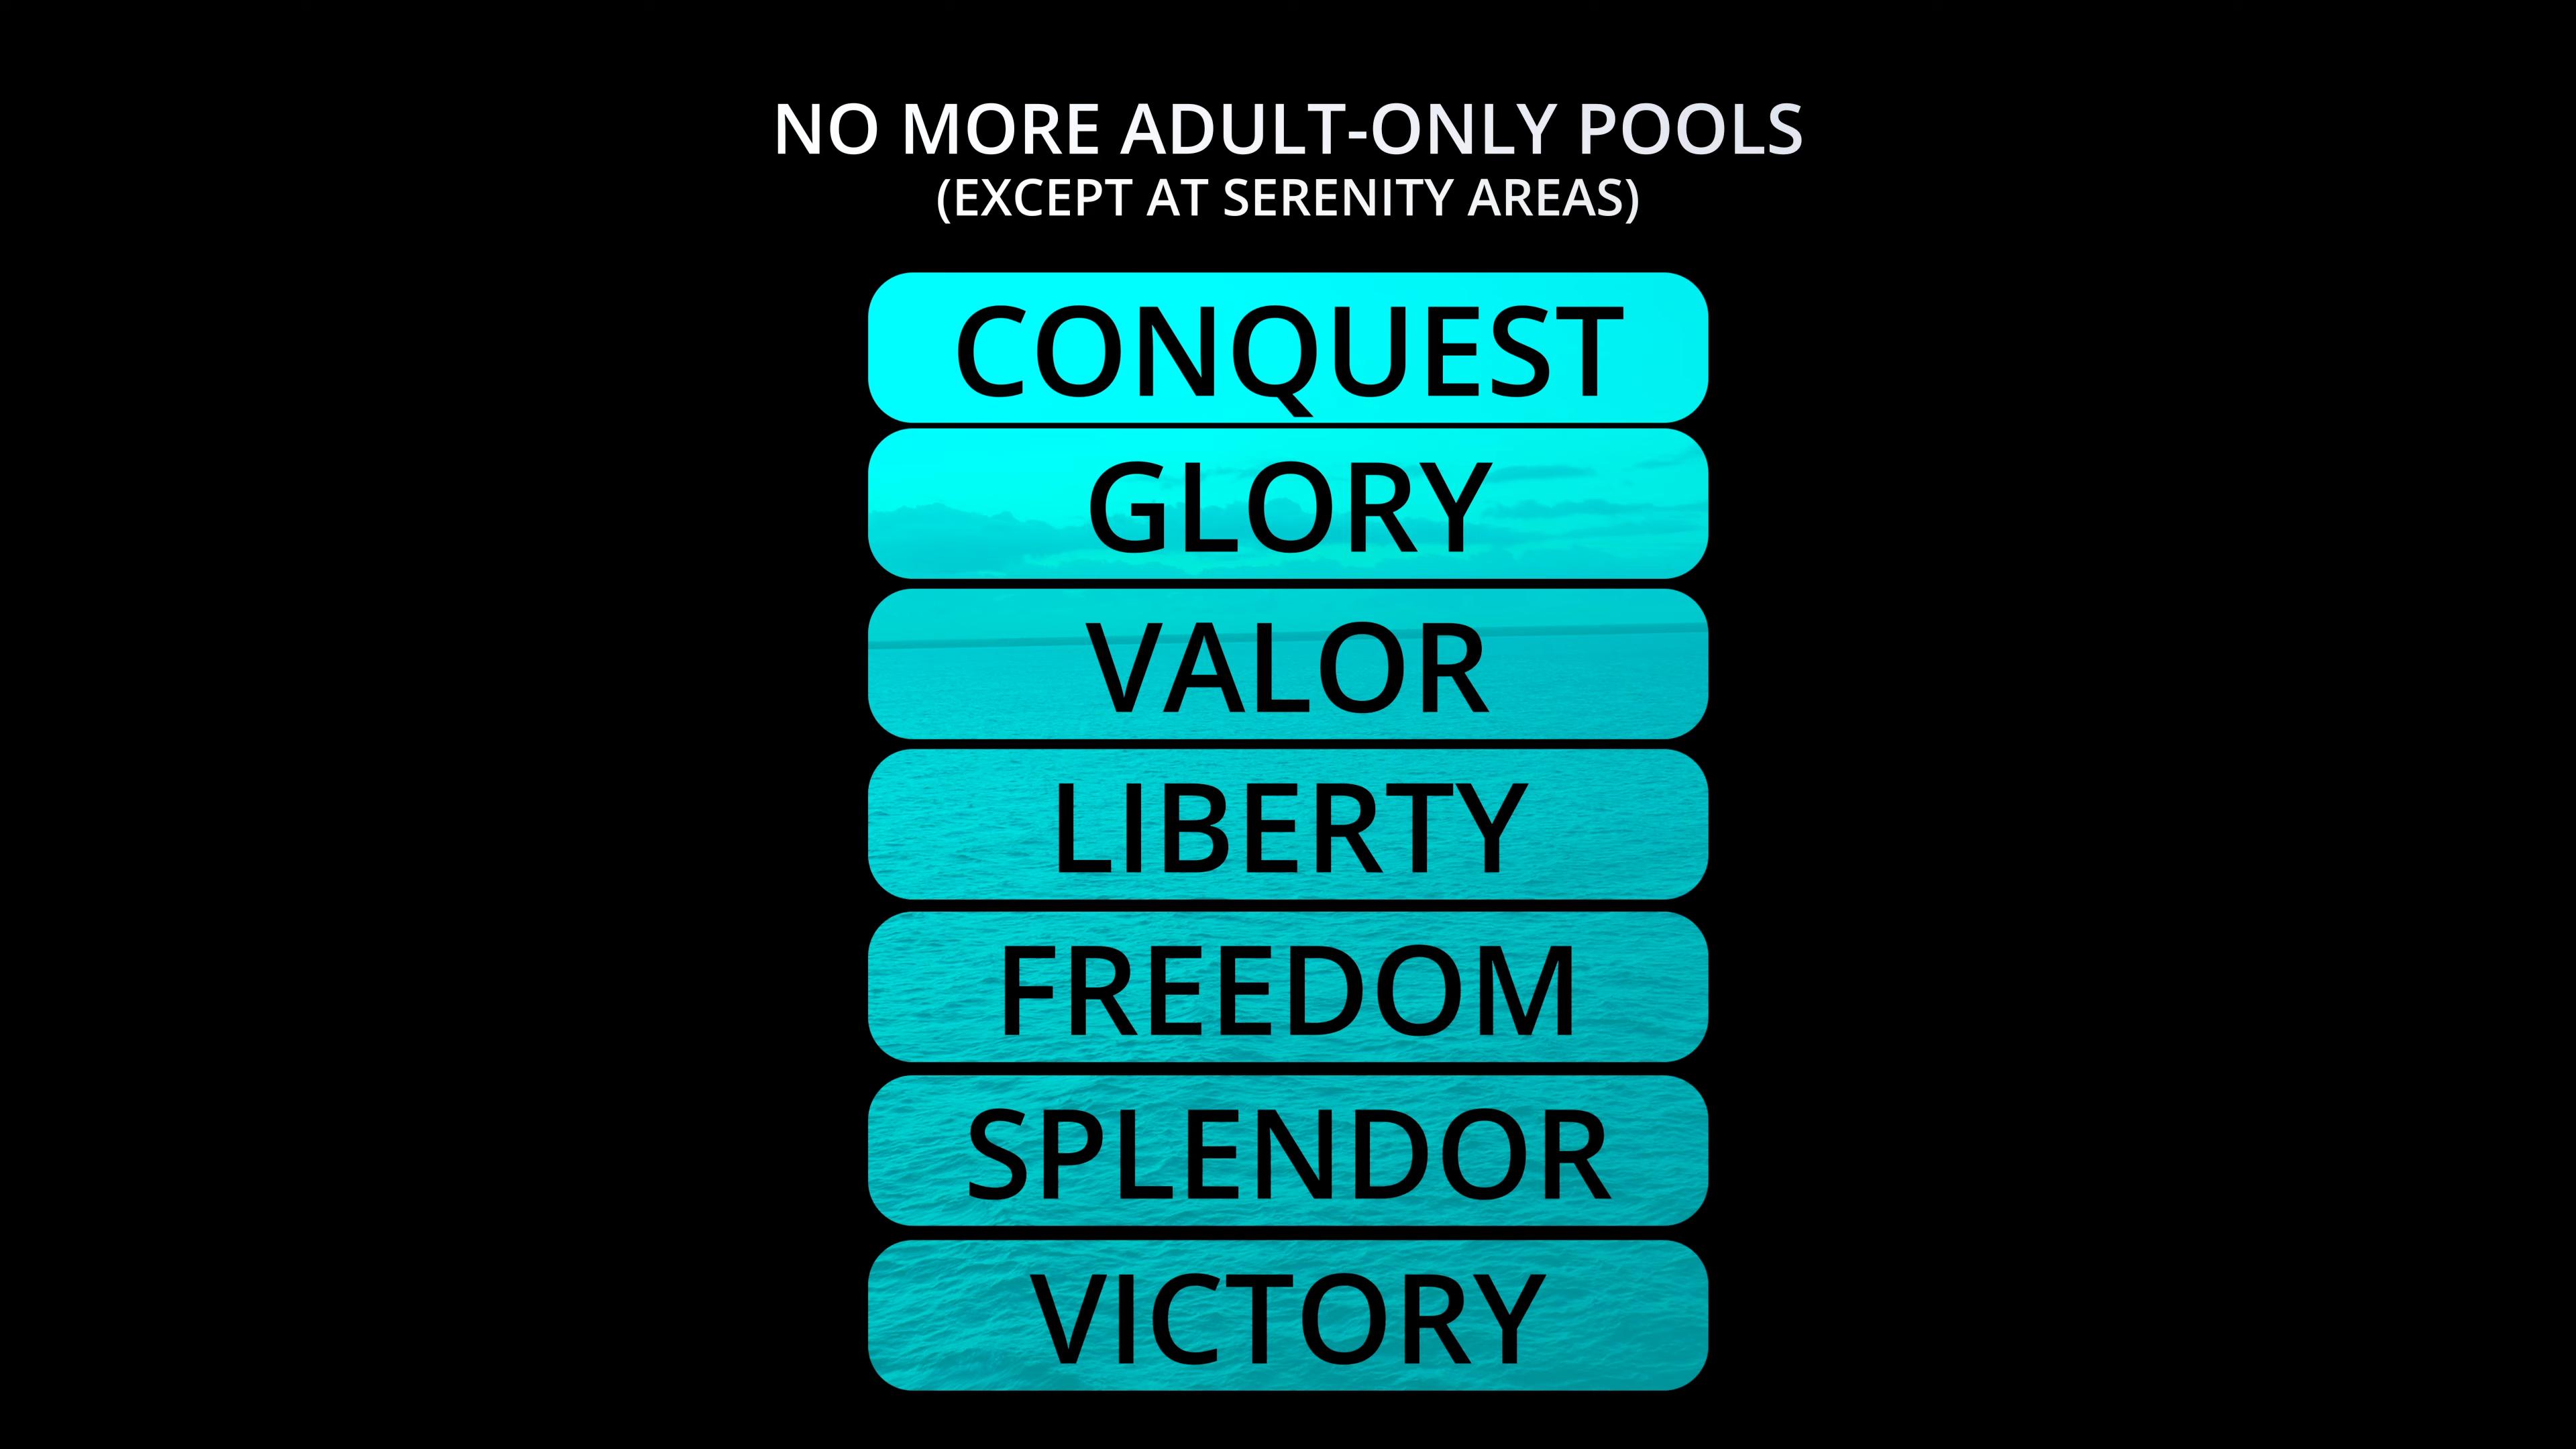 NO MORE ADULT-ONLY POOLS
(EXCEPT AT SERENITY AREAS)
CONQUEST
GLORY
VALOR
LIBERTY
FREEDOM
SPLENDOR
VICTORY